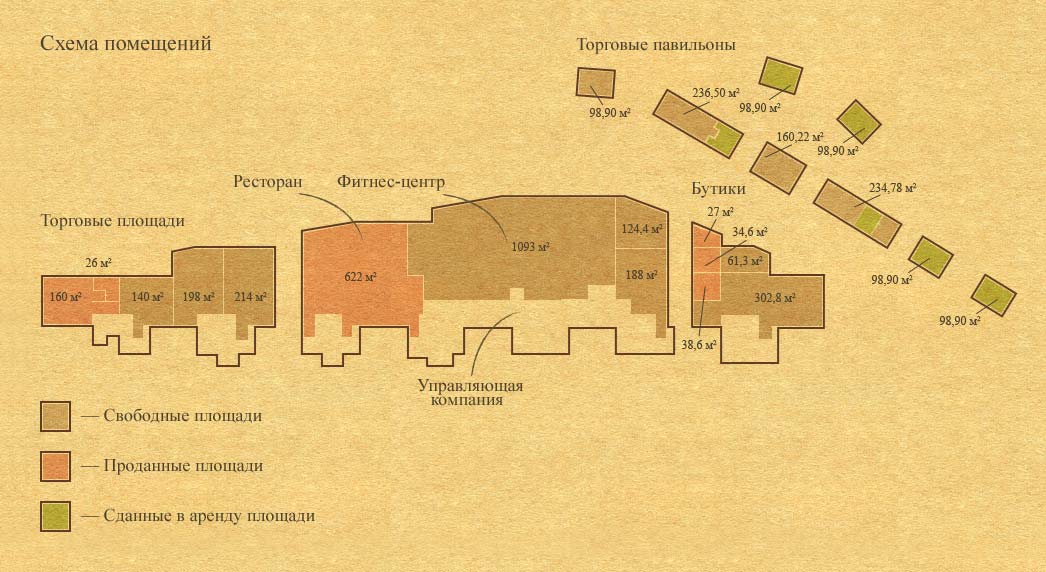 Схема помещений
Торговые павильоны
98,90 м²
236,50 м²
98,90 м²
98,90 м²
160,22 м²
234,78 м²
98,90 м²
98,90 м²
Ресторан
Фитнес-центр
Бутики
Торговые площади
26 м²
160 м²
140 м²
198 м²
214 м²
622 м²
1093 м²
124,4 м²
188 м²
27 м²
34,6 м²
61,3 м²
302,8 м²
38,6 м²
Управляющая
компания
— Свободные площади
— Проданные площади
— Сданные в аренду площади